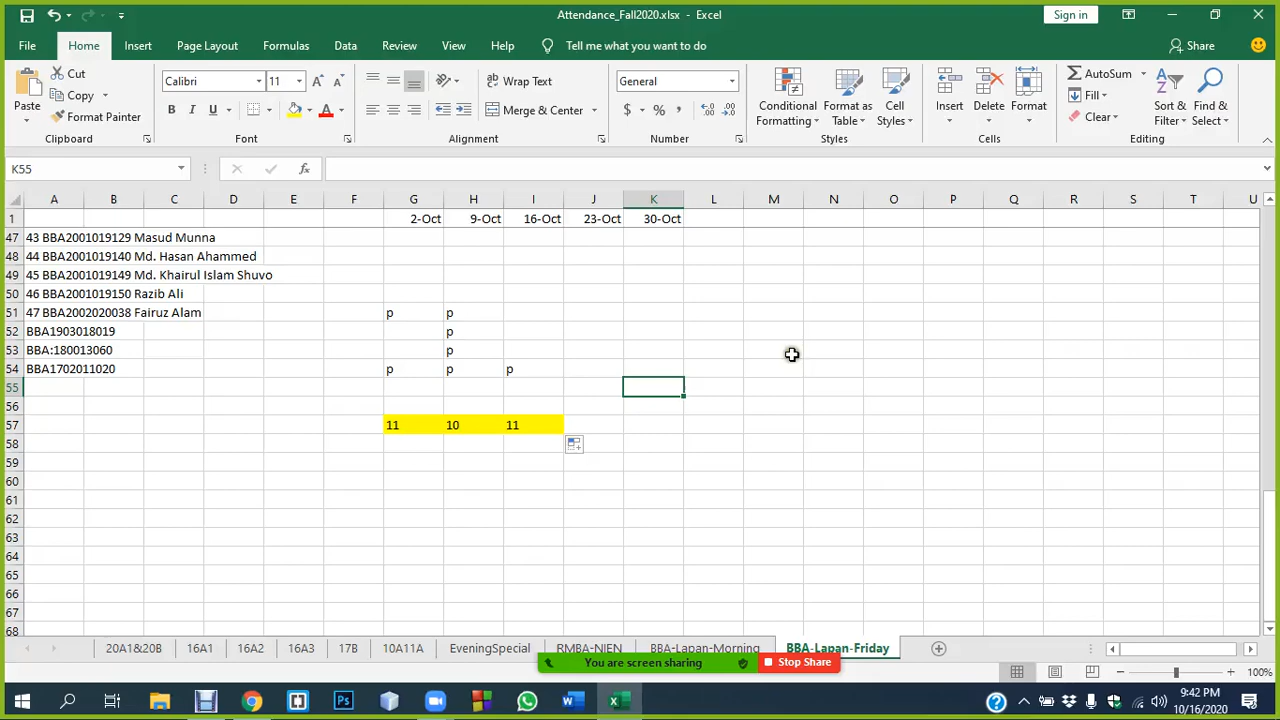 Attendance_Fall2020.xlsx - Excel
Sign in
File Home Insert Page Layout Formulas Data Review View Help Tell me what you want to do Share
Paste
Cut
Copy
Format Painter
Clipboard
Calibri 11
A A
B I U A
Font
Wrap Text
Merge & Center
Alignment
General
$ % ,
Number
Conditional Formatting
Format as Table
Cell Styles
Styles
Insert
Delete
Format
Cells
AutoSum
Fill
Clear
Sort & Filter
Find & Select
Editing
K55 fx
A B C D E F G H I J K L M N O P Q R S T U
1 2-Oct 9-Oct 16-Oct 23-Oct 30-Oct
47 43 BBA2001019129 Masud Munna
48 44 BBA2001019140 Md. Hasan Ahammed
49 45 BBA2001019149 Md. Khairul Islam Shuvo
50 46 BBA2001019150 Razib Ali
51 47 BBA2002020038 Fairuz Alam p p
52 BBA1903018019 p
53 BBA:180013060 p
54 BBA1702011020 p p p
55
56
57 11 10 11
58
59
60
61
62
63
64
65
66
67
68
20A1&20B 16A1 16A2 16A3 17B 10A11A EveningSpecial RMBA-NIEN BBA-Lapan-Morning BBA-Lapan-Friday
You are screen sharing Stop Share
100%
9:42 PM
10/16/2020